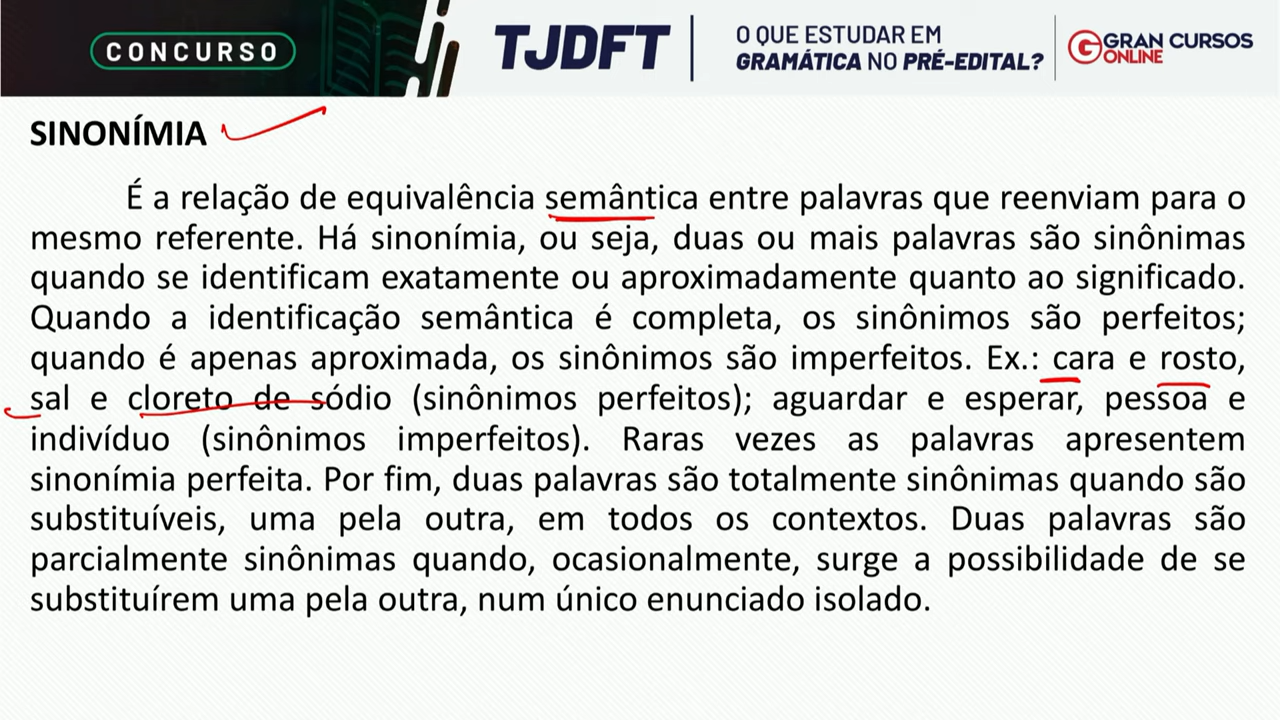 CONCURSO
TJDFT
O QUE ESTUDAR EM
GRAMÁTICA NO PRÉ-EDITAL?
GRAN CURSOS
ONLINE
SINONÍMIA
É a relação de equivalência semântica entre palavras que reenviam para o
mesmo referente. Há sinonímia, ou seja, duas ou mais palavras são sinônimas
quando se identificam exatamente ou aproximadamente quanto ao significado.
Quando a identificação semântica é completa, os sinônimos são perfeitos;
quando é apenas aproximada, os sinônimos são imperfeitos. Ex.: cara e rosto,
sal e cloreto de sódio (sinônimos perfeitos); aguardar e esperar, pessoa e
indivíduo (sinônimos imperfeitos). Raras vezes as palavras apresentem
sinonímia perfeita. Por fim, duas palavras são totalmente sinônimas quando são
substituíveis, uma pela outra, em todos os contextos. Duas palavras são
parcialmente sinônimas quando, ocasionalmente, surge a possibilidade de se
substituírem uma pela outra, num único enunciado isolado.